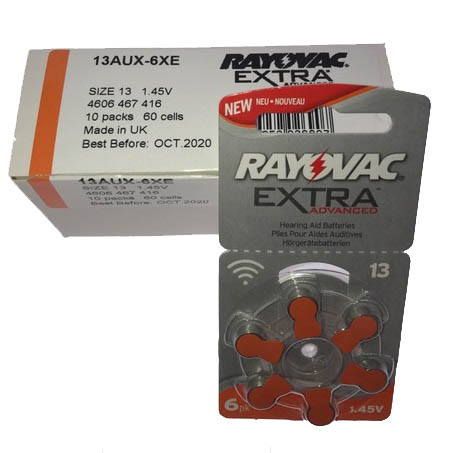 13AUX-6XE
SIZE 13 1.45V
4606 467 416
10 packs 60 cells
Made in UK
Best Before: OCT.2020
RAYOVAC
EXTRA
ADVANCED
13AUX-6XE
SIZE 13 1.45V
4606 467 416
10 packs 60 cells
Best Before: OCT 2020
NEW
NEU • NOUVEAU
RAYOVAC
EXTRA
ADVANCED
Hearing Aid Batteries
Piles Pour Aides Auditives
Hörgerätebatterien
13
6pk
1.45V